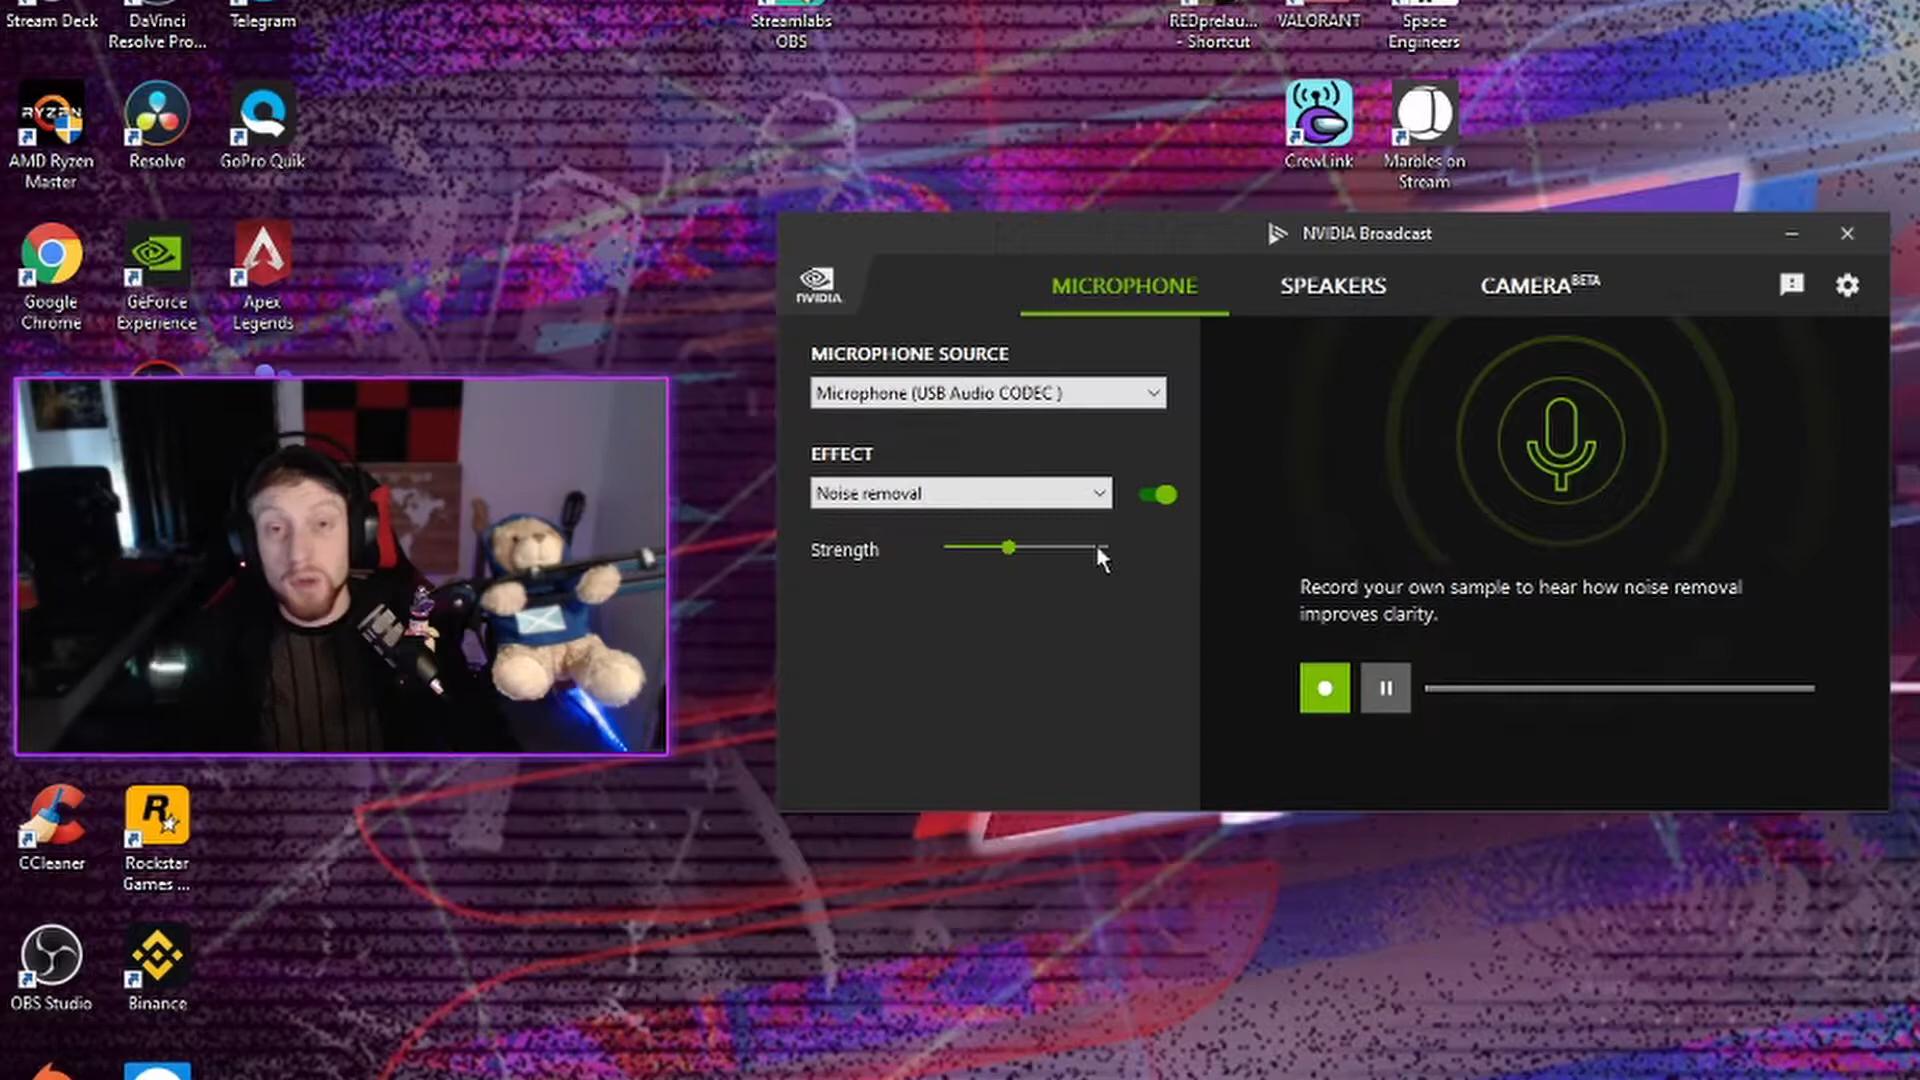 Stream Deck
DaVinci
Resolve Pro...
Telegram
Streamlabs
OBS
REDprelau...
- Shortcut
VALORANT
Space
Engineers
RYZEN
AMD Ryzen
Master
Resolve
GoPro Quik
CrewLink
Marbles on
Stream
Google
Chrome
GeForce
Experience
Apex
Legends
NVIDIA Broadcast
NVIDIA
MICROPHONE
SPEAKERS
CAMERA BETA
MICROPHONE SOURCE
Microphone (USB Audio CODEC )
EFFECT
Noise removal
Strength
Record your own sample to hear how noise removal
improves clarity.
CCleaner
R
Rockstar
Games ...
OBS Studio
Binance